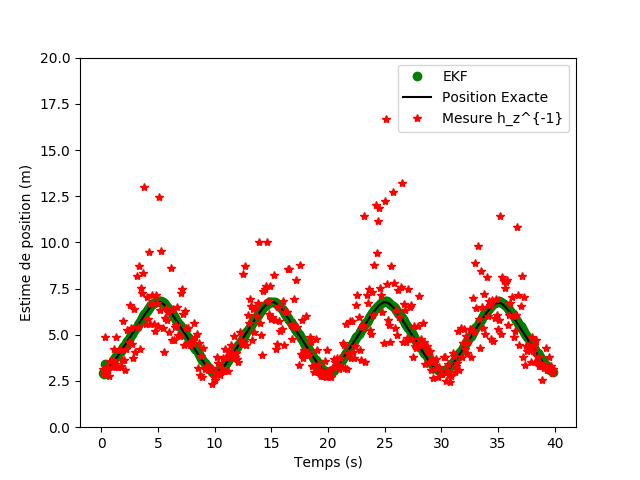 20.0
17.5
15.0
12.5
10.0
7.5
5.0
2.5
0.0
Estime de position (m)
EKF
Position Exacte
Mesure h_z^{-1}
0 5 10 15 20 25 30 35 40
Temps (s)